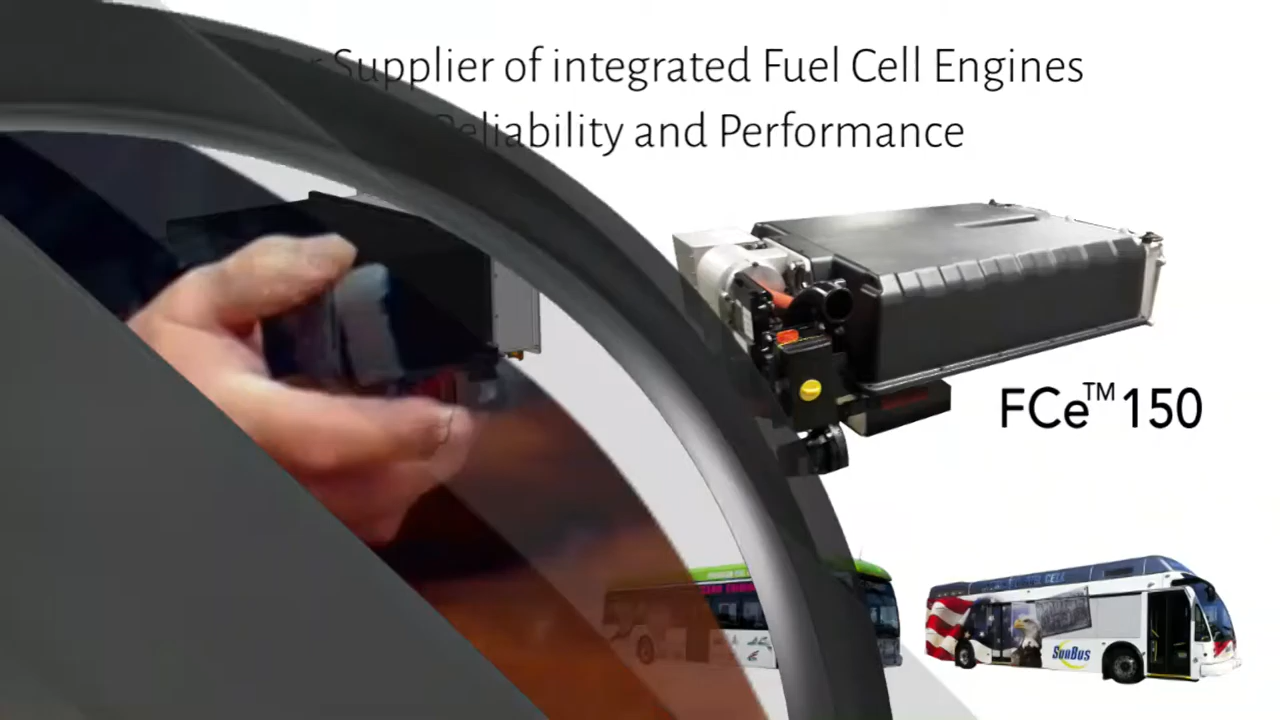 Supplier of integrated Fuel Cell Engines
Reliability and Performance
FCe™150
SunBus